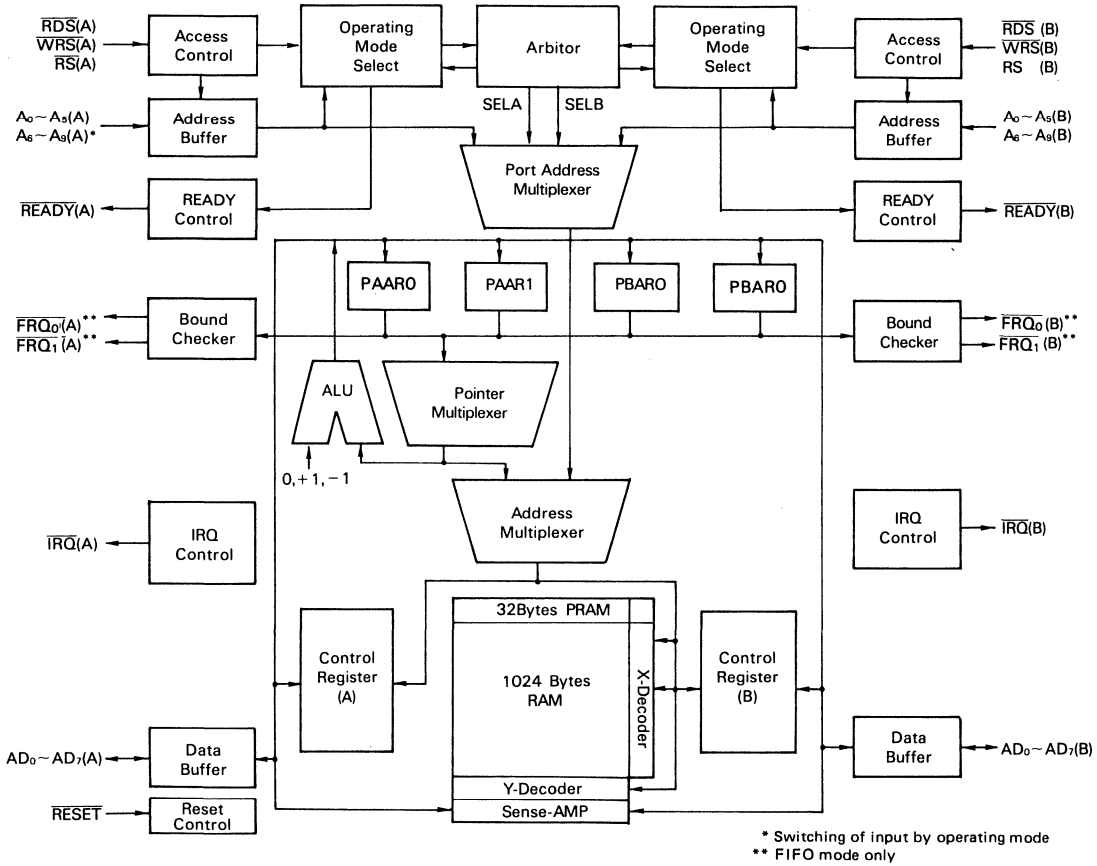 RDS(A)
WRS(A)
RS(A)
Access
Control
Operating
Mode
Select
Arbitor
Operating
Mode
Select
Access
Control
RDS (B)
WRS(B)
RS (B)
SELA
SELB
A₀~A₅(A)
A₆~A₉(A)*
Address
Buffer
Port Address
Multiplexer
Address
Buffer
A₀~A₅(B)
A₆~A₉(B)
READY(A)
READY
Control
READY
Control
READY(B)
PAAR0
PAAR1
PBAR0
PBAR0
FRQ₀(A)**
FRQ₁(A)**
Bound
Checker
Bound
Checker
FRQ₀(B)**
FRQ₁(B)**
ALU
Pointer
Multiplexer
0,+1,−1
Address
Multiplexer
IRQ(A)
IRQ
Control
IRQ
Control
IRQ(B)
32Bytes PRAM
Control
Register
(A)
1024 Bytes
RAM
X-Decoder
Control
Register
(B)
AD₀~AD₇(A)
Data
Buffer
Data
Buffer
AD₀~AD₇(B)
Y-Decoder
Sense-AMP
RESET
Reset
Control
* Switching of input by operating mode
** FIFO mode only